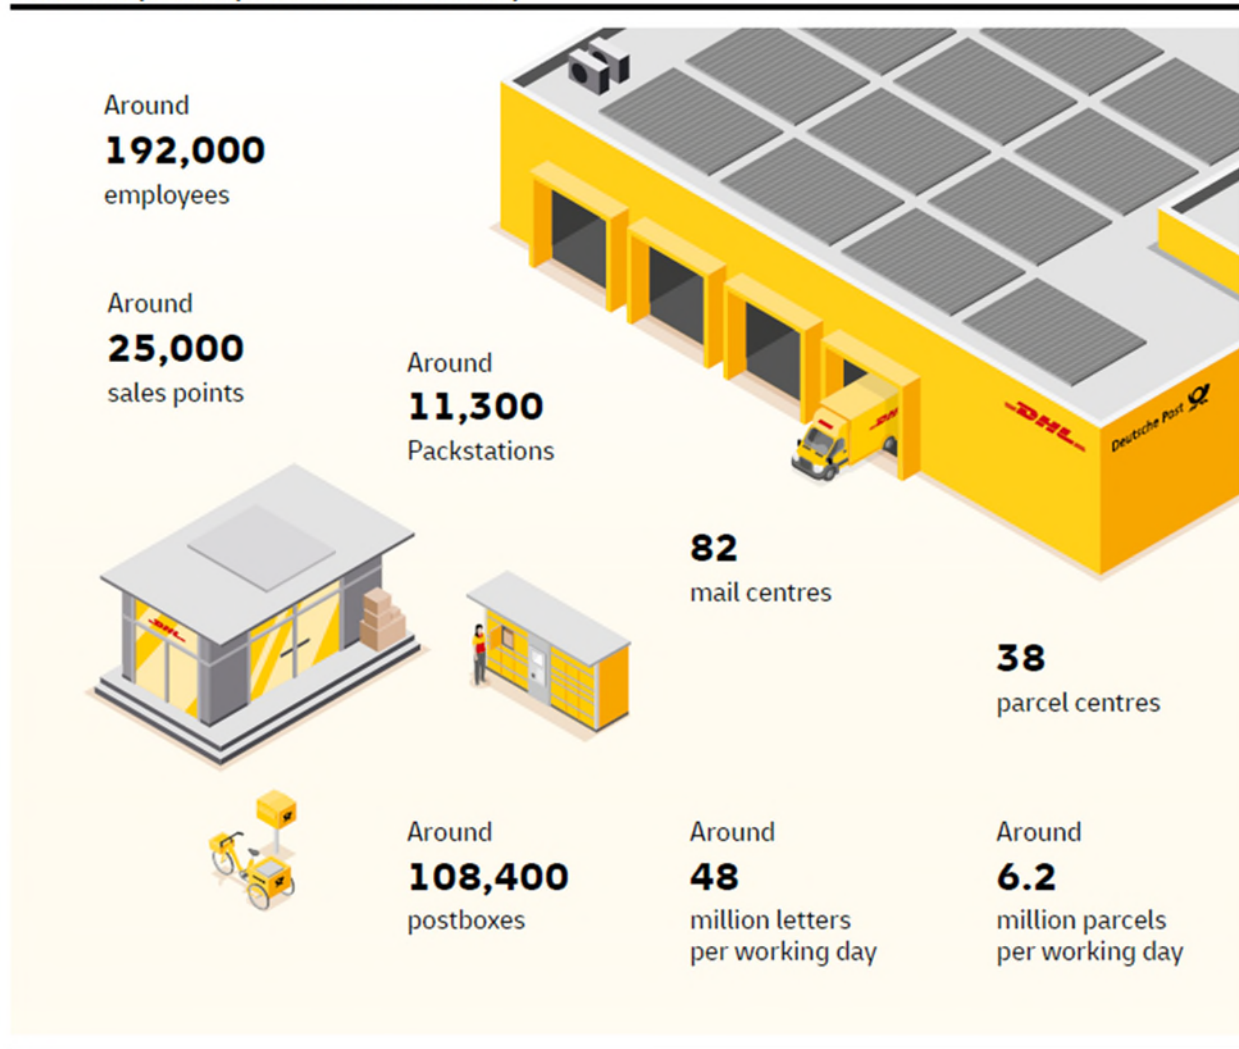 Around
192,000
employees
Around
25,000
sales points
Around
11,300
Packstations
DHL
Deutsche Post
82
mail centres
DHL
38
parcel centres
Around
108,400
postboxes
Around
48
million letters
per working day
Around
6.2
million parcels
per working day